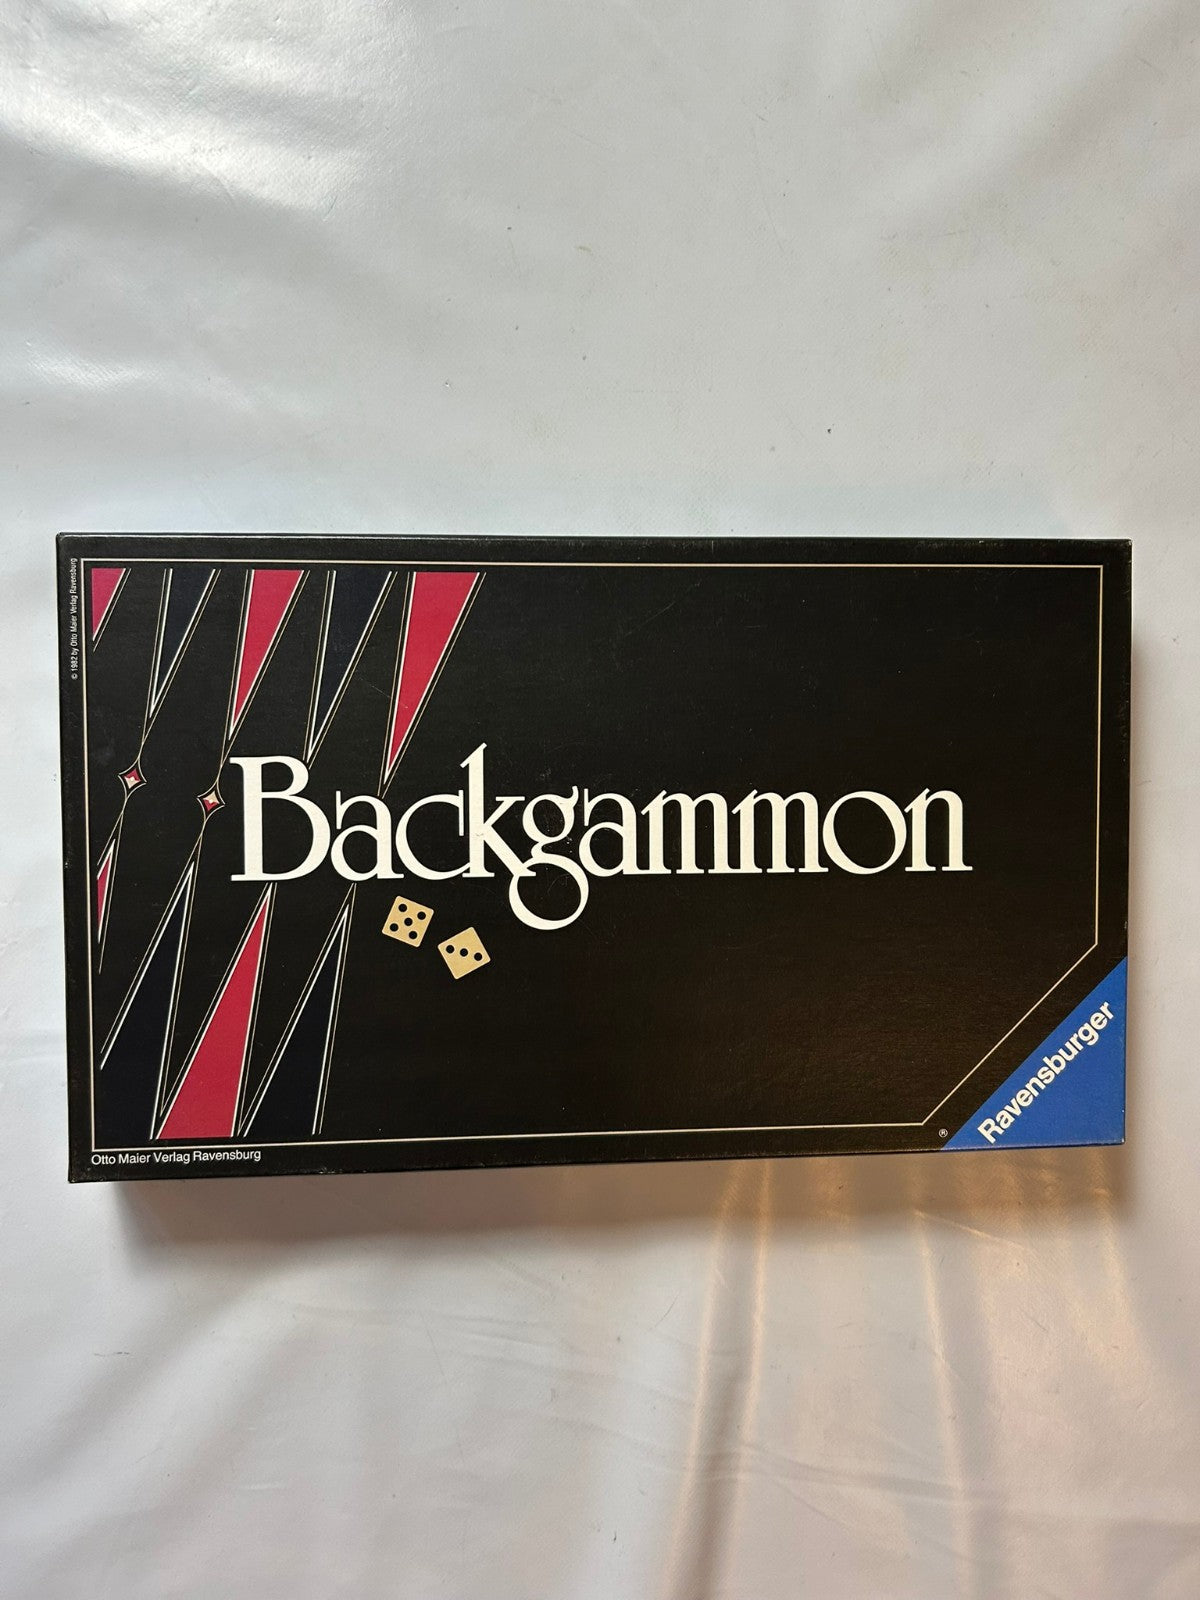 © 1982 by Otto Maier Verlag Ravensburg
Backgammon
Ravensburger
®
Otto Maier Verlag Ravensburg